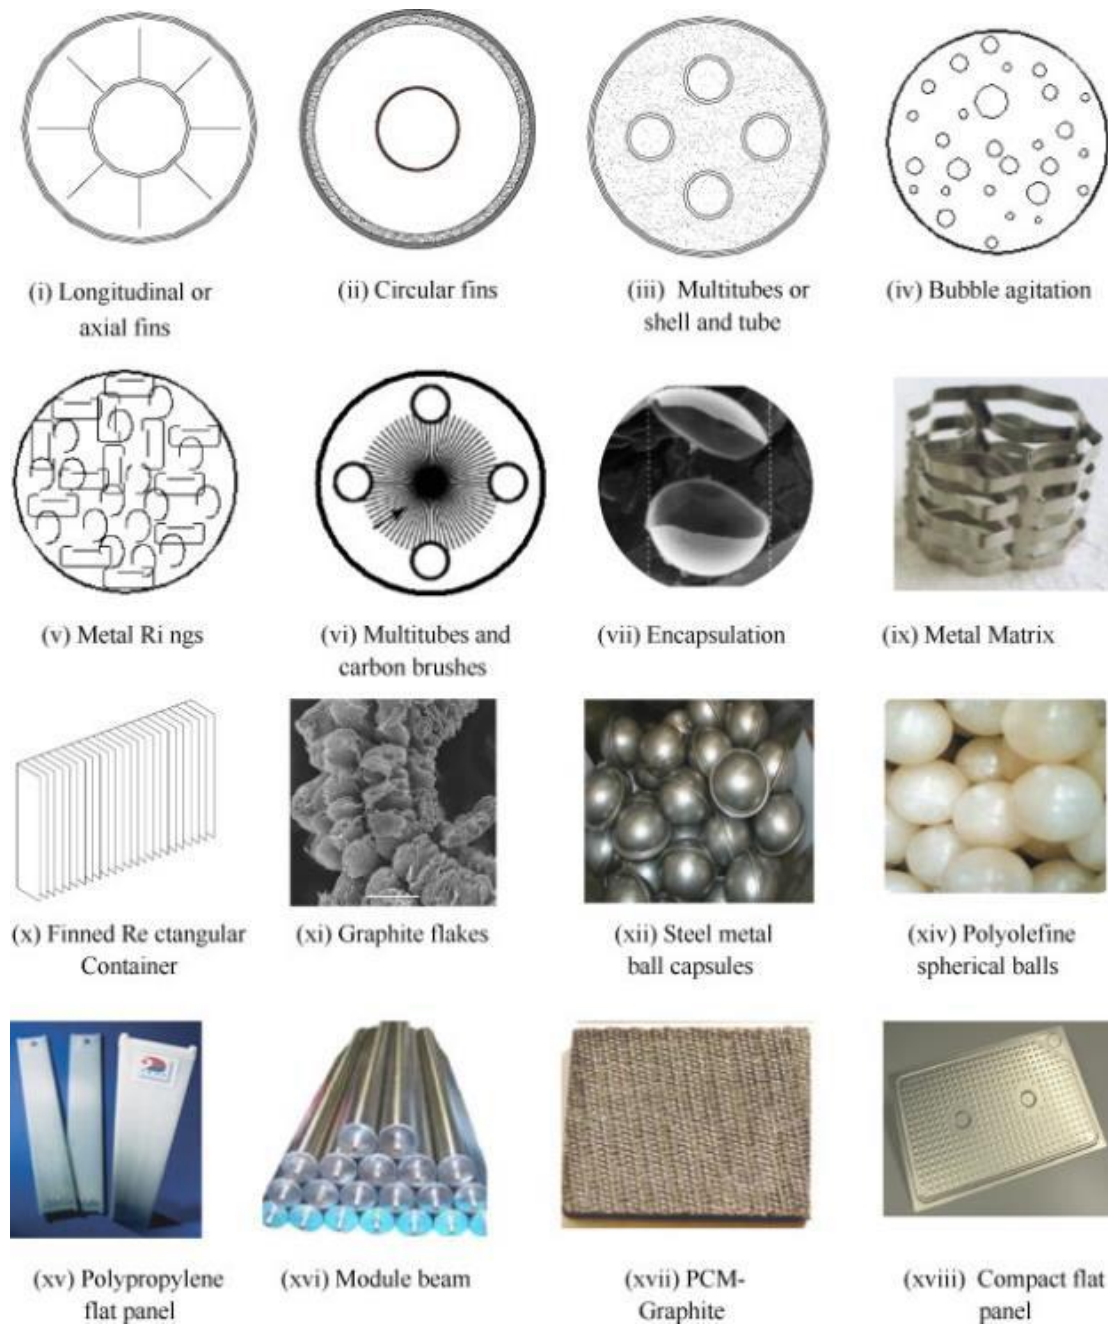 (i) Longitudinal or
axial fins
(ii) Circular fins
(iii) Multitubes or
shell and tube
(iv) Bubble agitation
(v) Metal Ri ngs
(vi) Multitubes and
carbon brushes
(vii) Encapsulation
(ix) Metal Matrix
(x) Finned Re ctangular
Container
(xi) Graphite flakes
(xii) Steel metal
ball capsules
(xiv) Polyolefine
spherical balls
(xv) Polypropylene
flat panel
(xvi) Module beam
(xvii) PCM-
Graphite
(xviii) Compact flat
panel